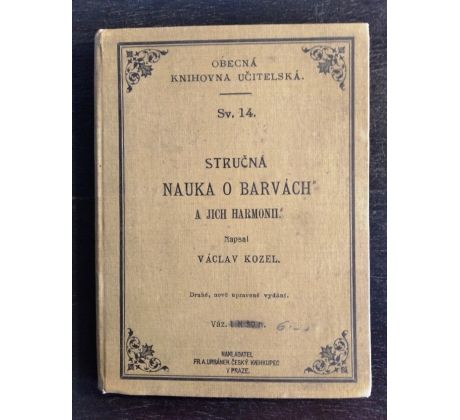 OBECNÁ
KNIHOVNA UČITELSKÁ.
Sv. 14.
STRUČNÁ
NAUKA O BARVÁCH
A JICH HARMONII.
Napsal
VÁCLAV KOZEL.
Druhé, nově upravené vydání.
Váz.
NAKLADATEL
FR. A. URBÁNEK, ČESKÝ KNIHKUPEC
V PRAZE.